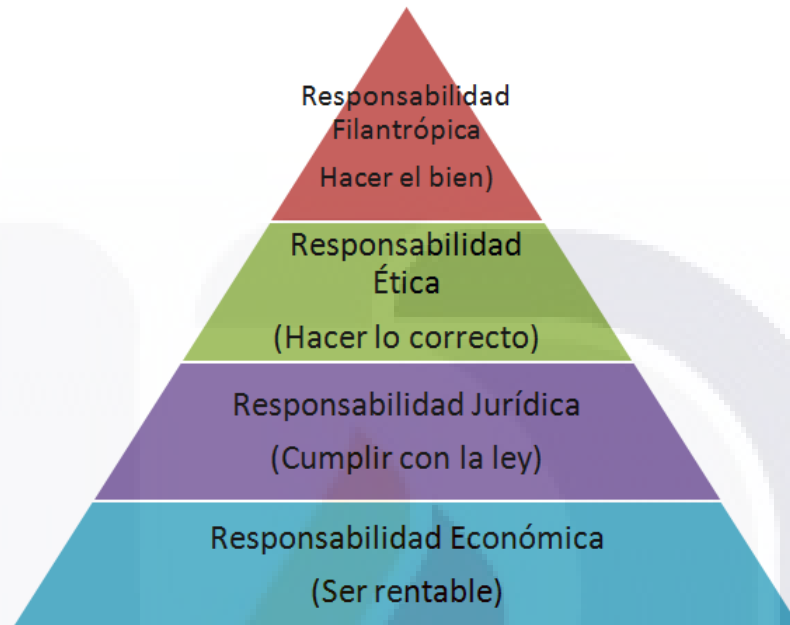 Responsabilidad
Filantrópica
Hacer el bien)
Responsabilidad
Ética
(Hacer lo correcto)
Responsabilidad Jurídica
(Cumplir con la ley)
Responsabilidad Económica
(Ser rentable)